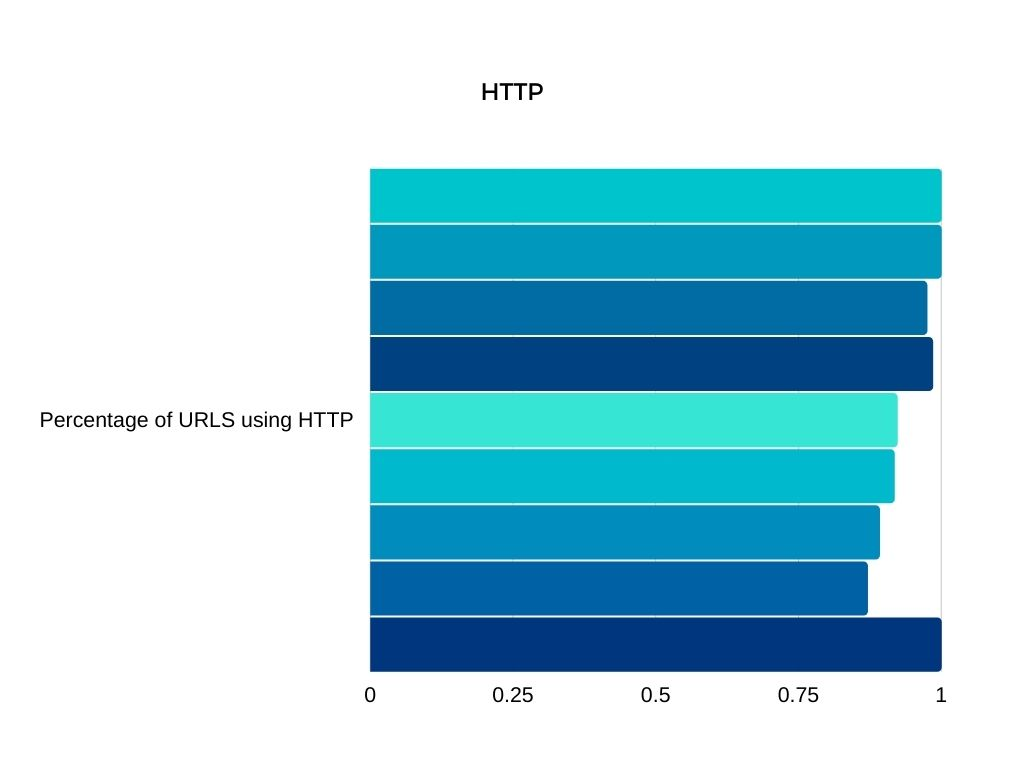 HTTP
Percentage of URLS using HTTP
0 0.25 0.5 0.75 1